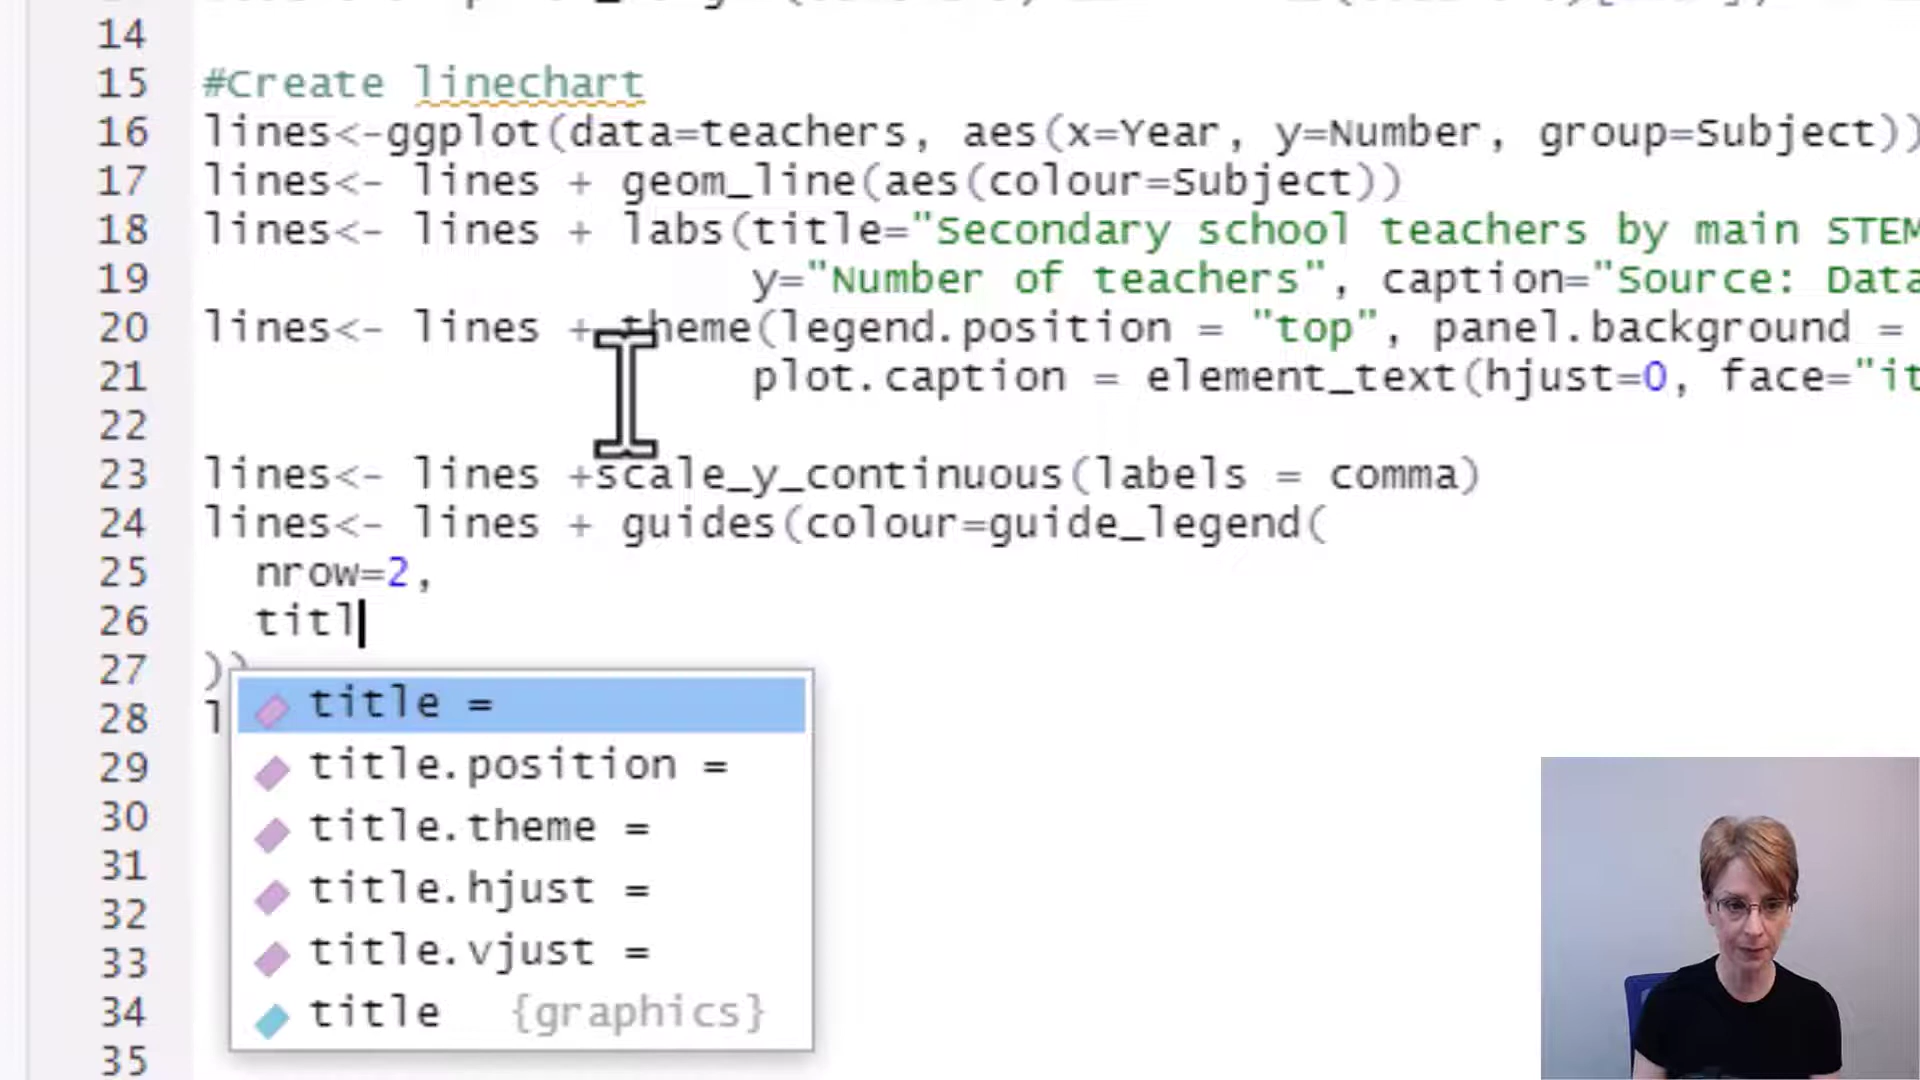 14
15 #Create linechart
16 lines<-ggplot(data=teachers, aes(x=Year, y=Number, group=Subject))
17 lines<- lines + geom_line(aes(colour=Subject))
18 lines<- lines + labs(title="Secondary school teachers by main STEM
19 y="Number of teachers", caption="Source: Data
20 lines<- lines + theme(legend.position = "top", panel.background =
21 plot.caption = element_text(hjust=0, face="it
22
23 lines<- lines +scale_y_continuous(labels = comma)
24 lines<- lines + guides(colour=guide_legend(
25 nrow=2,
26 titl
27 ))
28 l
title =
29
title.position =
30
title.theme =
31
title.hjust =
32
33
title.vjust =
34
title {graphics}
35